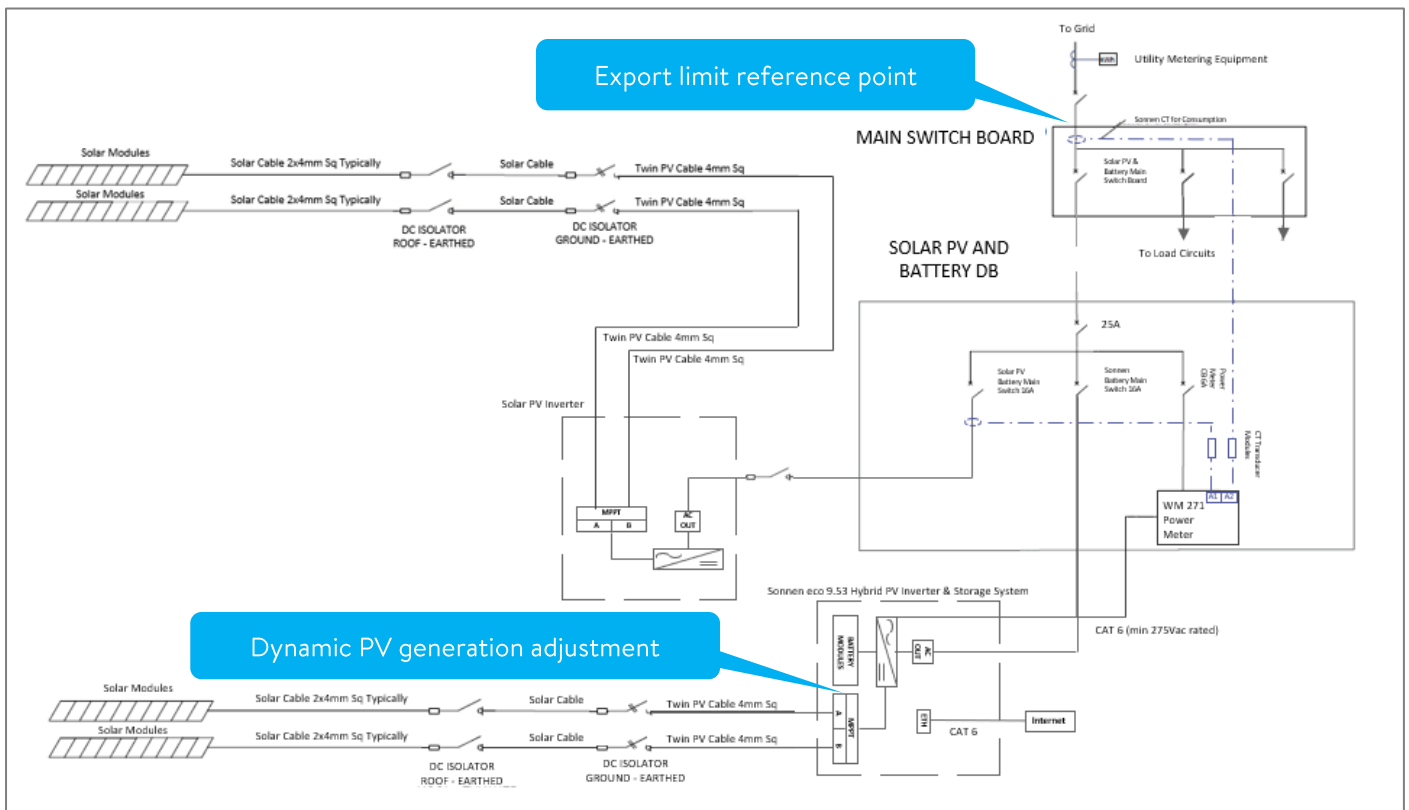 To Grid
Export limit reference point
kWh
Utility Metering Equipment
MAIN SWITCH BOARD
Sonnen CT for Consumption
Solar PV &
Battery Main
Switch Board
To Load Circuits
Solar Modules
Solar Cable 2x4mm Sq Typically
Solar Cable
Twin PV Cable 4mm Sq
Solar Modules
Solar Cable 2x4mm Sq Typically
Solar Cable
Twin PV Cable 4mm Sq
DC ISOLATOR
ROOF - EARTHED
DC ISOLATOR
GROUND - EARTHED
SOLAR PV AND
BATTERY DB
25A
Solar PV
Battery Main
Switch 16A
Sonnen
Battery Main
Switch 16A
Power
Meter
CB6A
CT Transducer
Modules
A1
A2
WM 271
Power
Meter
Twin PV Cable 4mm Sq
Twin PV Cable 4mm Sq
Solar PV Inverter
MPPT
A
B
AC
OUT
Sonnen eco 9.53 Hybrid PV Inverter & Storage System
BATTERY
MODULES
AC
OUT
CAT 6 (min 275Vac rated)
Dynamic PV generation adjustment
A
B
MPPT
ETH
CAT 6
Internet
Solar Modules
Solar Cable 2x4mm Sq Typically
Solar Cable
Twin PV Cable 4mm Sq
Solar Modules
Solar Cable 2x4mm Sq Typically
Solar Cable
Twin PV Cable 4mm Sq
DC ISOLATOR
ROOF - EARTHED
DC ISOLATOR
GROUND - EARTHED